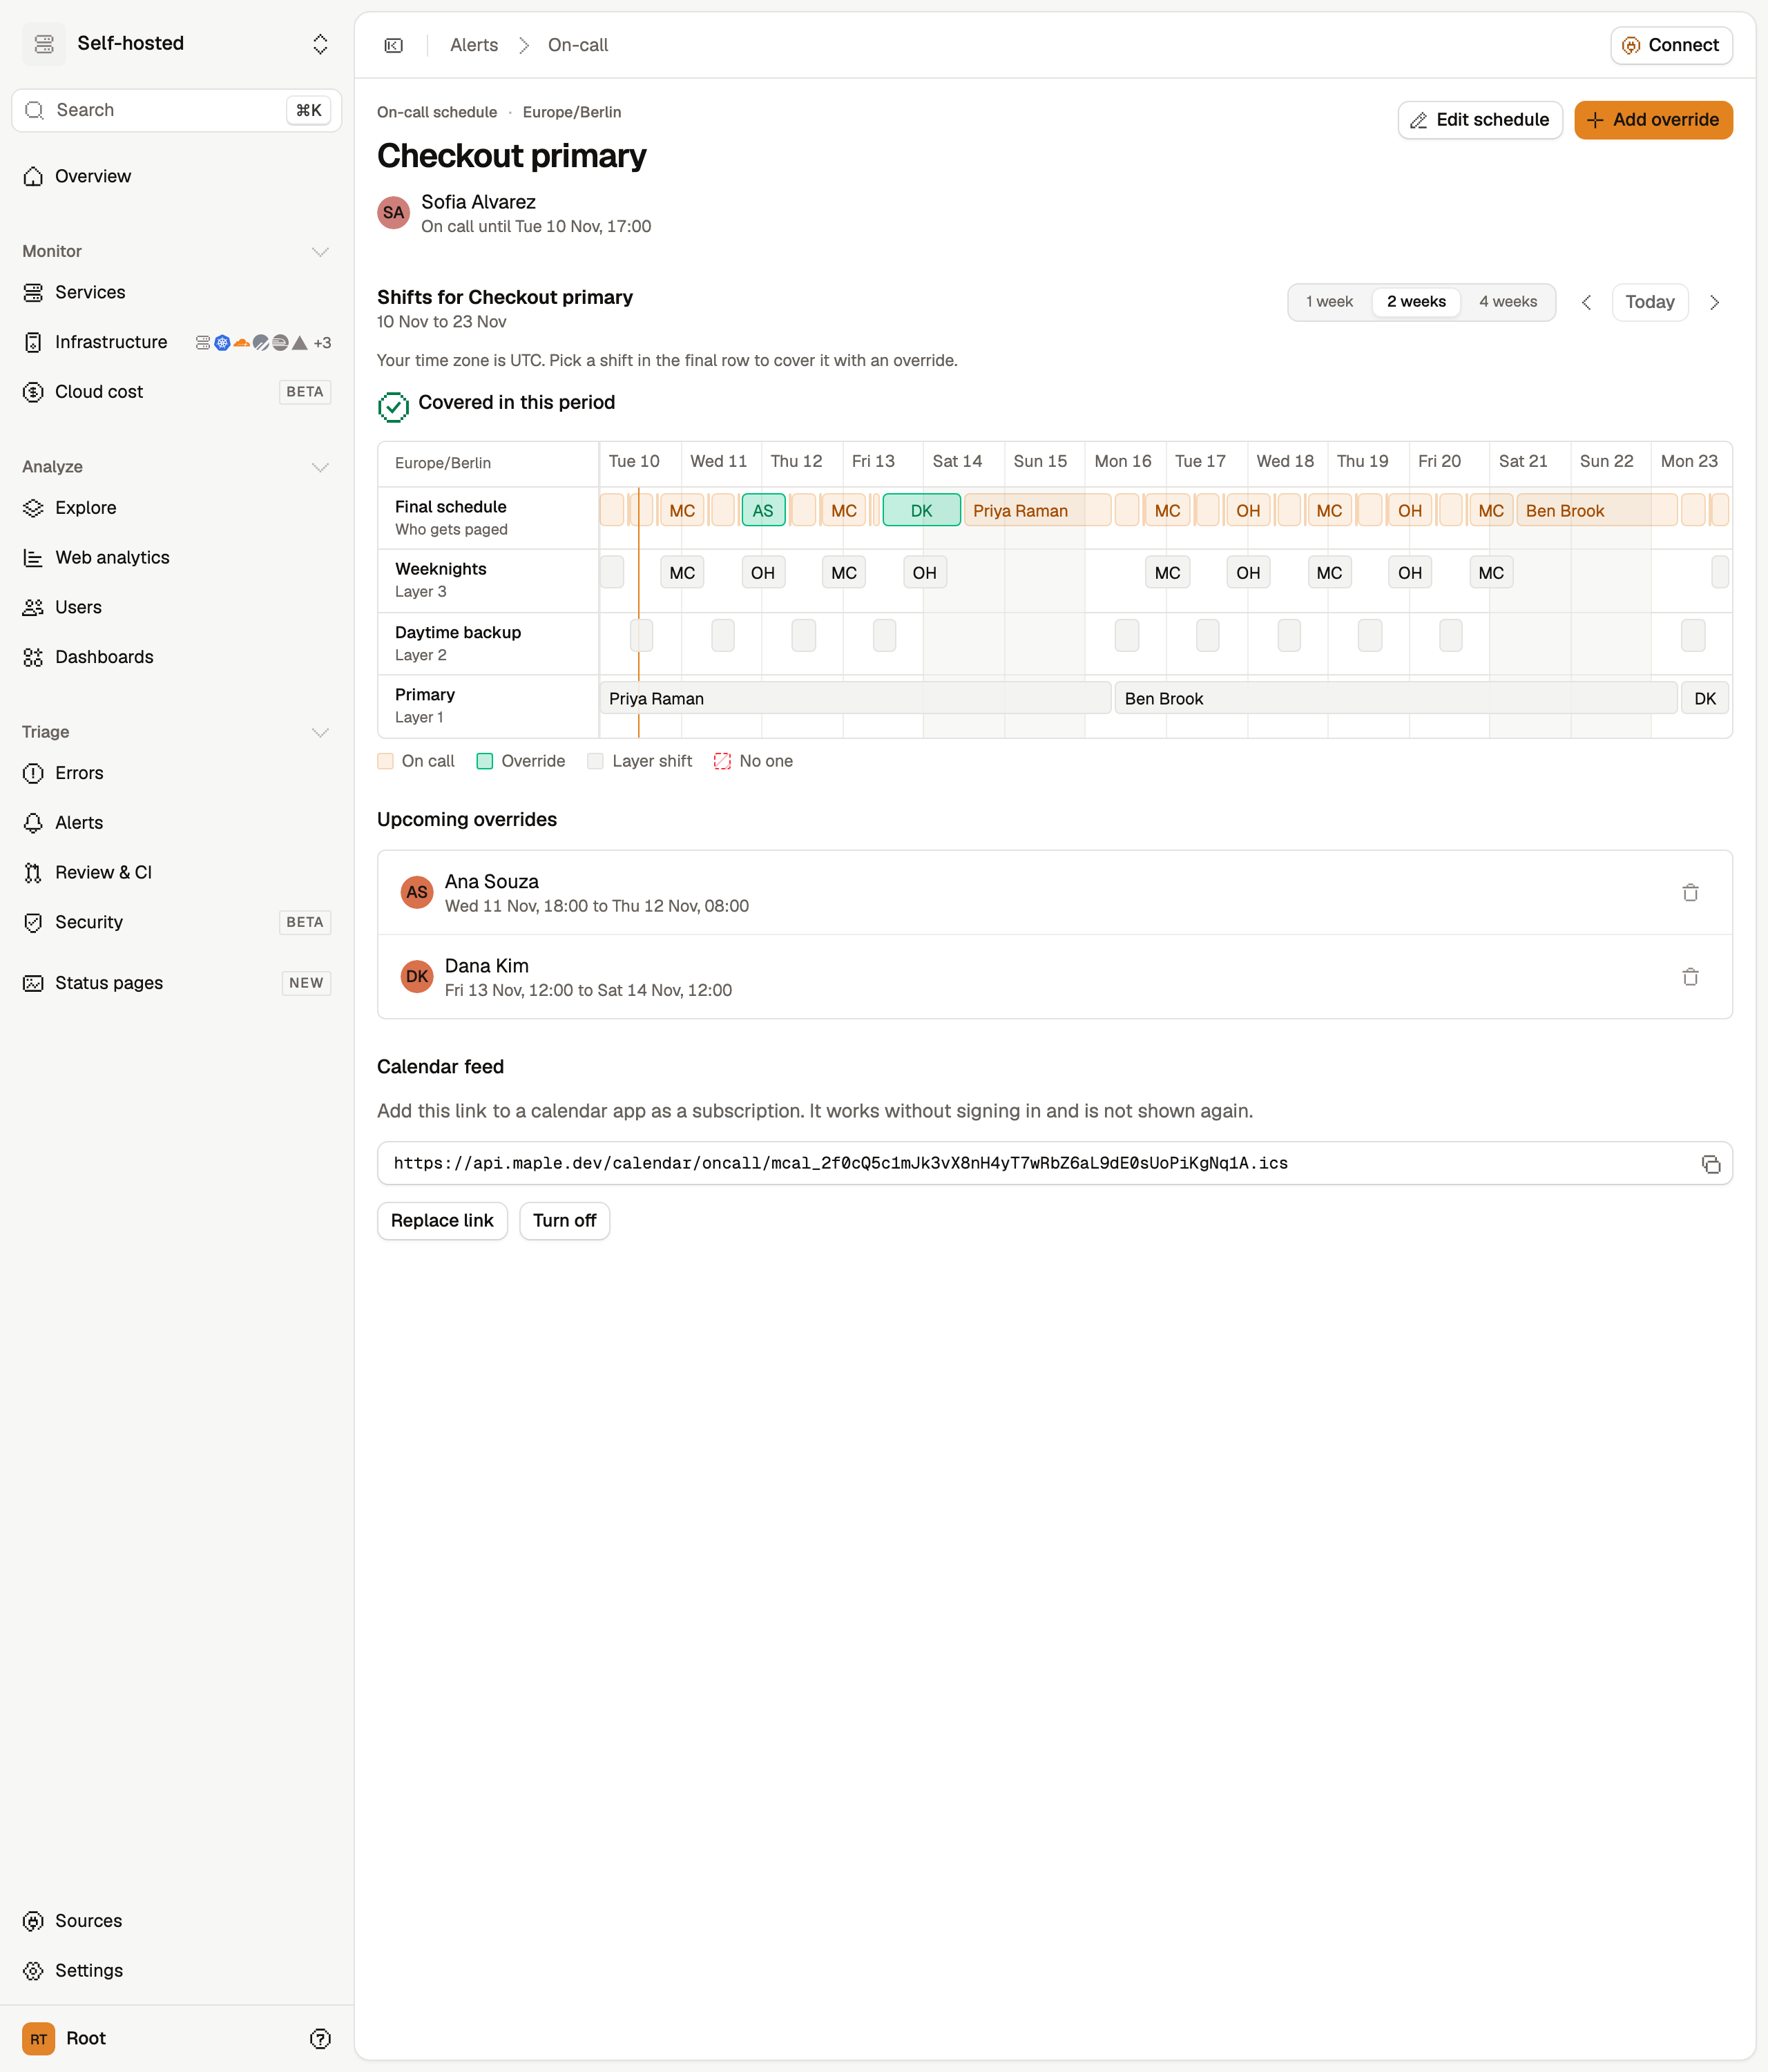 Self-hosted
Search
⌘K
Overview
Monitor
Services
Infrastructure
+3
Cloud cost
BETA
Analyze
Explore
Web analytics
Users
Dashboards
Triage
Errors
Alerts
Review & CI
Security
BETA
Status pages
NEW
Sources
Settings
RT
Root
Alerts
On-call
Connect
On-call schedule · Europe/Berlin
Checkout primary
Edit schedule
Add override
SA
Sofia Alvarez
On call until Tue 10 Nov, 17:00
Shifts for Checkout primary
10 Nov to 23 Nov
1 week
2 weeks
4 weeks
Today
Your time zone is UTC. Pick a shift in the final row to cover it with an override.
Covered in this period
Europe/Berlin
Tue 10
Wed 11
Thu 12
Fri 13
Sat 14
Sun 15
Mon 16
Tue 17
Wed 18
Thu 19
Fri 20
Sat 21
Sun 22
Mon 23
Final schedule
Who gets paged
MC
AS
MC
DK
Priya Raman
MC
OH
MC
OH
MC
Ben Brook
Weeknights
Layer 3
MC
OH
MC
OH
MC
OH
MC
OH
MC
Daytime backup
Layer 2
Primary
Layer 1
Priya Raman
Ben Brook
DK
On call
Override
Layer shift
No one
Upcoming overrides
AS
Ana Souza
Wed 11 Nov, 18:00 to Thu 12 Nov, 08:00
DK
Dana Kim
Fri 13 Nov, 12:00 to Sat 14 Nov, 12:00
Calendar feed
Add this link to a calendar app as a subscription. It works without signing in and is not shown again.
https://api.maple.dev/calendar/oncall/mcal_2f0cQ5c1mJk3vX8nH4yT7wRbZ6aL9dE0sUoPiKgNq1A.ics
Replace link
Turn off